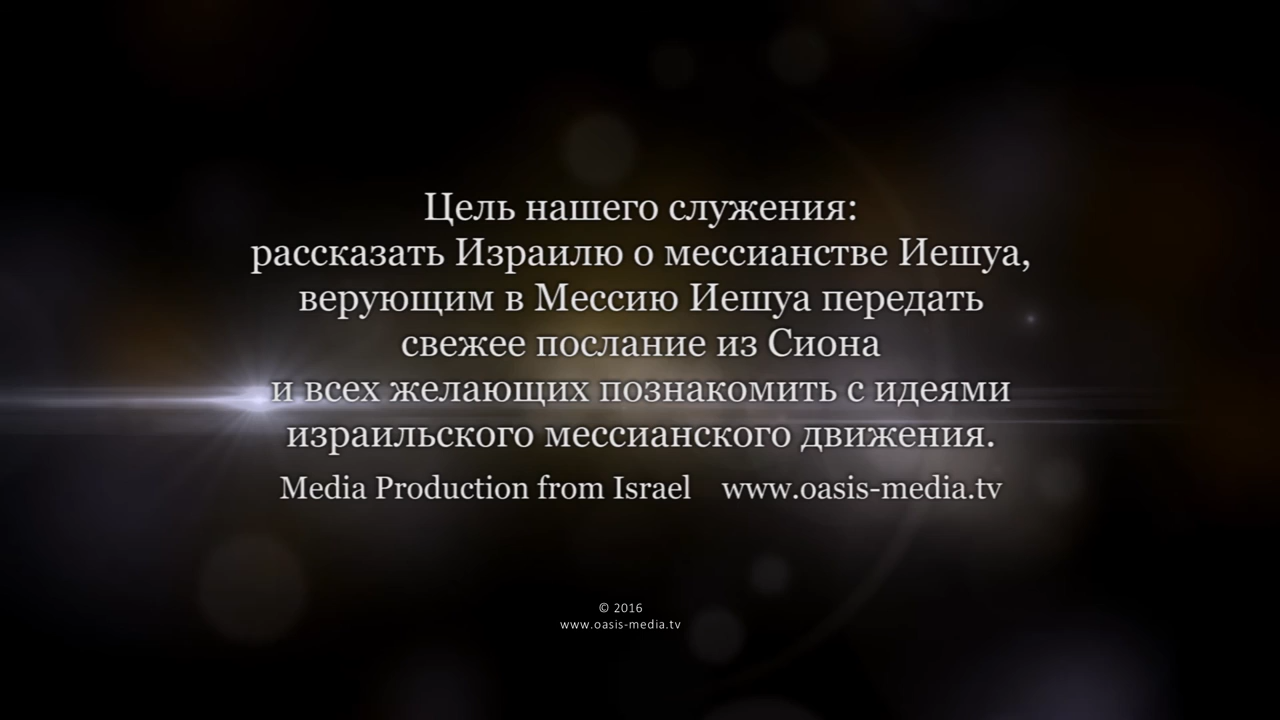 Цель нашего служения:
рассказать Израилю о мессианстве Иешуа,
верующим в Мессию Иешуа передать
свежее послание из Сиона
и всех желающих познакомить с идеями
израильского мессианского движения.
Media Production from Israel www.oasis-media.tv
© 2016
www.oasis-media.tv